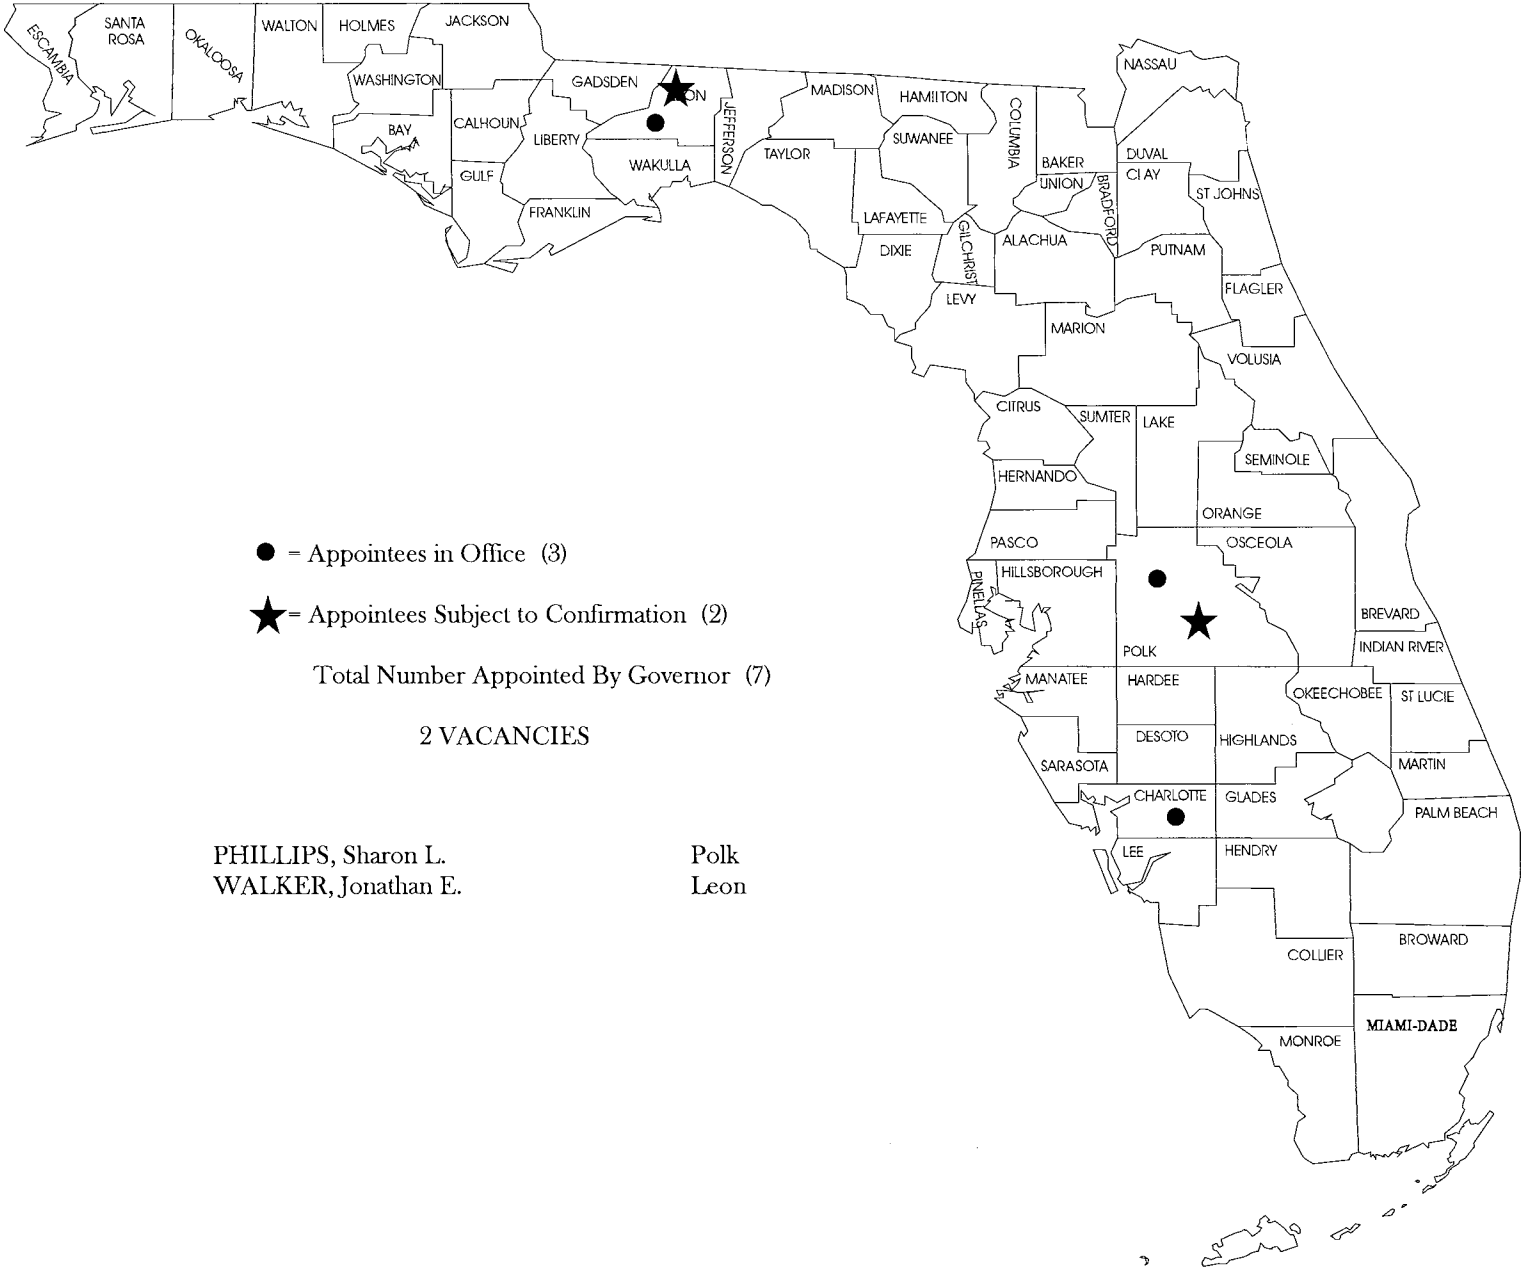 ESCAMBIA
SANTA
ROSA
OKALOOSA
WALTON
HOLMES
JACKSON
WASHINGTON
BAY
CALHOUN
GULF
GADSDEN
LIBERTY
FRANKLIN
WAKULLA
JEFFERSON
MADISON
TAYLOR
HAMILTON
SUWANEE
LAFAYETTE
DIXIE
COLUMBIA
GILCHRIST
LEVY
NASSAU
BAKER
UNION
BRADFORD
DUVAL
CLAY
ST JOHNS
ALACHUA
PUTNAM
FLAGLER
MARION
VOLUSIA
CITRUS
SUMTER
LAKE
SEMINOLE
HERNANDO
ORANGE
PASCO
OSCEOLA
HILLSBOROUGH
PINELLAS
POLK
BREVARD
INDIAN RIVER
MANATEE
HARDEE
OKEECHOBEE
ST LUCIE
DESOTO
HIGHLANDS
SARASOTA
MARTIN
CHARLOTTE
GLADES
PALM BEACH
LEE
HENDRY
BROWARD
COLLIER
MIAMI-DADE
MONROE
= Appointees in Office (3)
= Appointees Subject to Confirmation (2)
Total Number Appointed By Governor (7)
2 VACANCIES
PHILLIPS, Sharon L. Polk
WALKER, Jonathan E. Leon